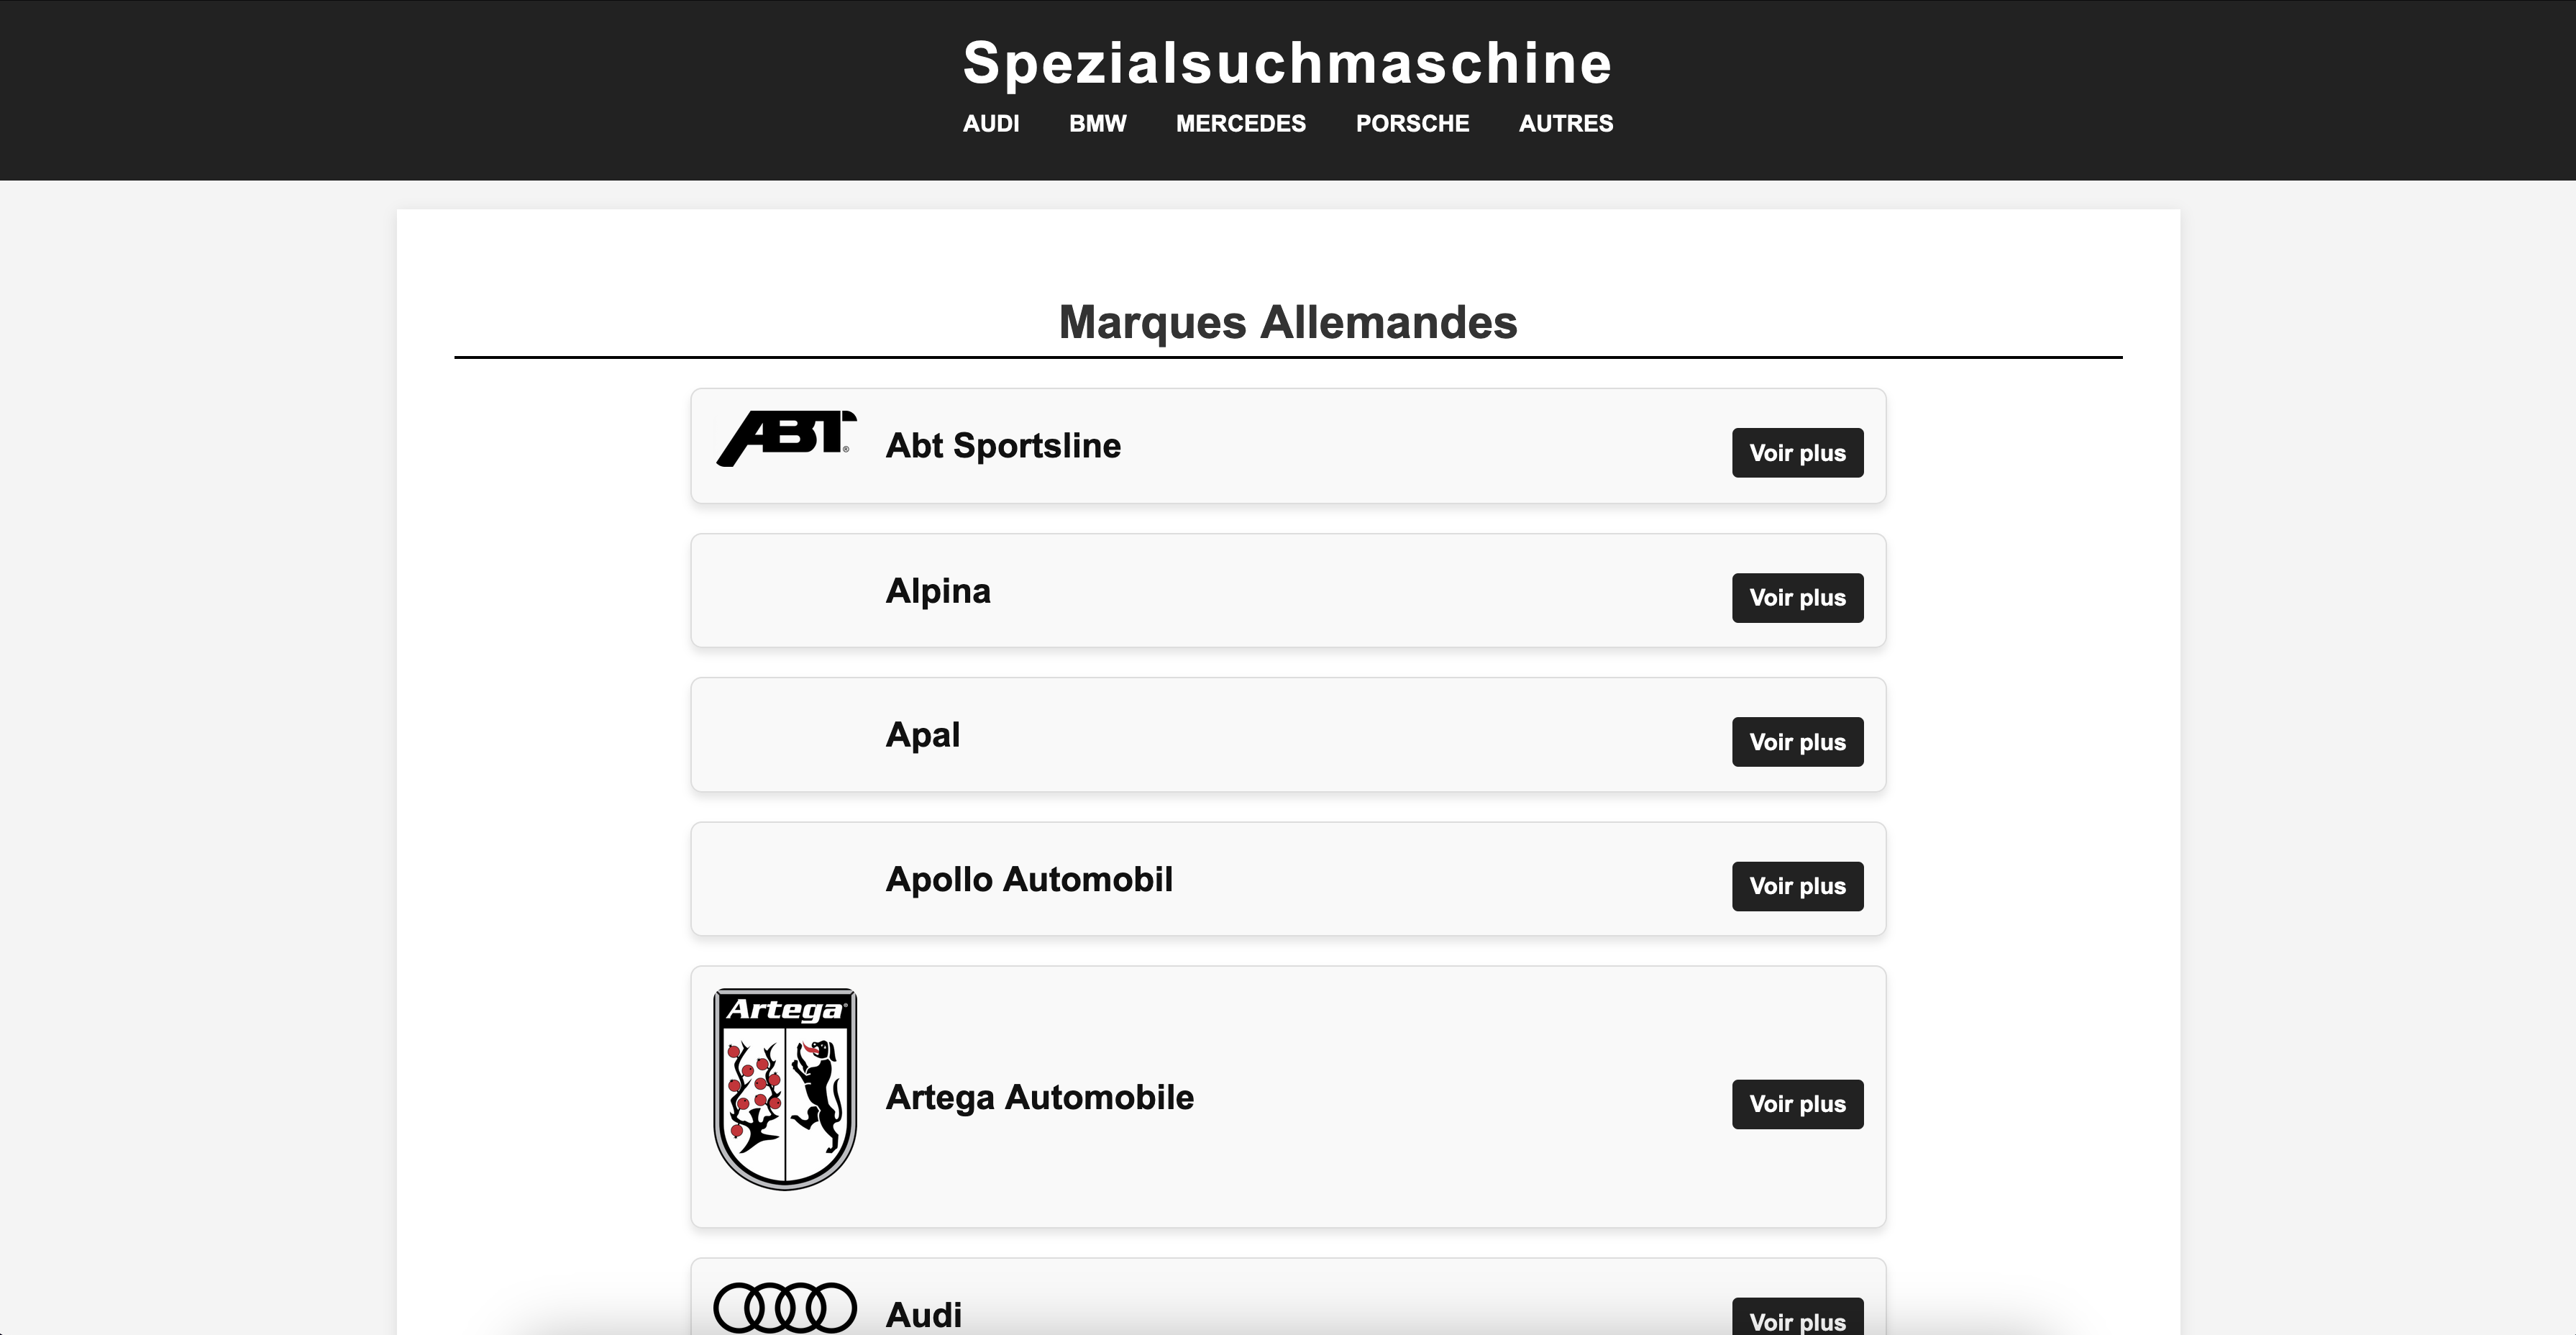 Spezialsuchmaschine
AUDI BMW MERCEDES PORSCHE AUTRES
Marques Allemandes
ABT® Abt Sportsline Voir plus
Alpina Voir plus
Apal Voir plus
Apollo Automobil Voir plus
Artega®
Artega Automobile Voir plus
Audi Voir plus